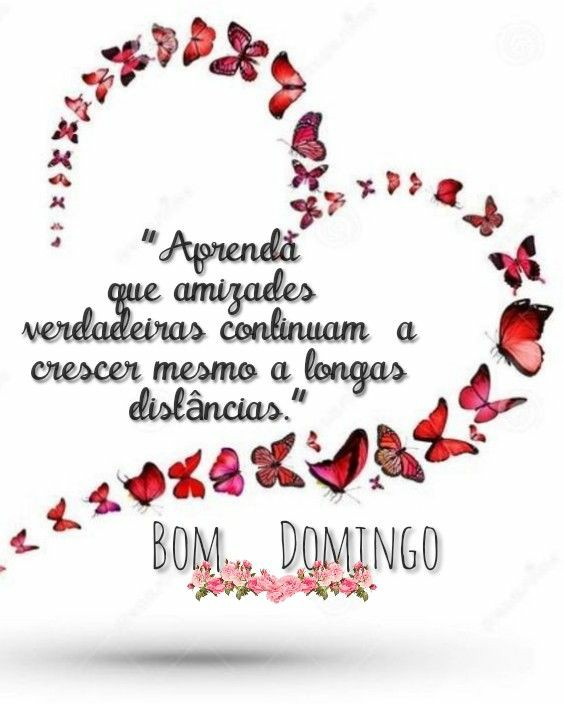 "Aprenda
que amizades
verdadeiras continuam a
crescer mesmo a longas
distâncias."
BOM DOMINGO